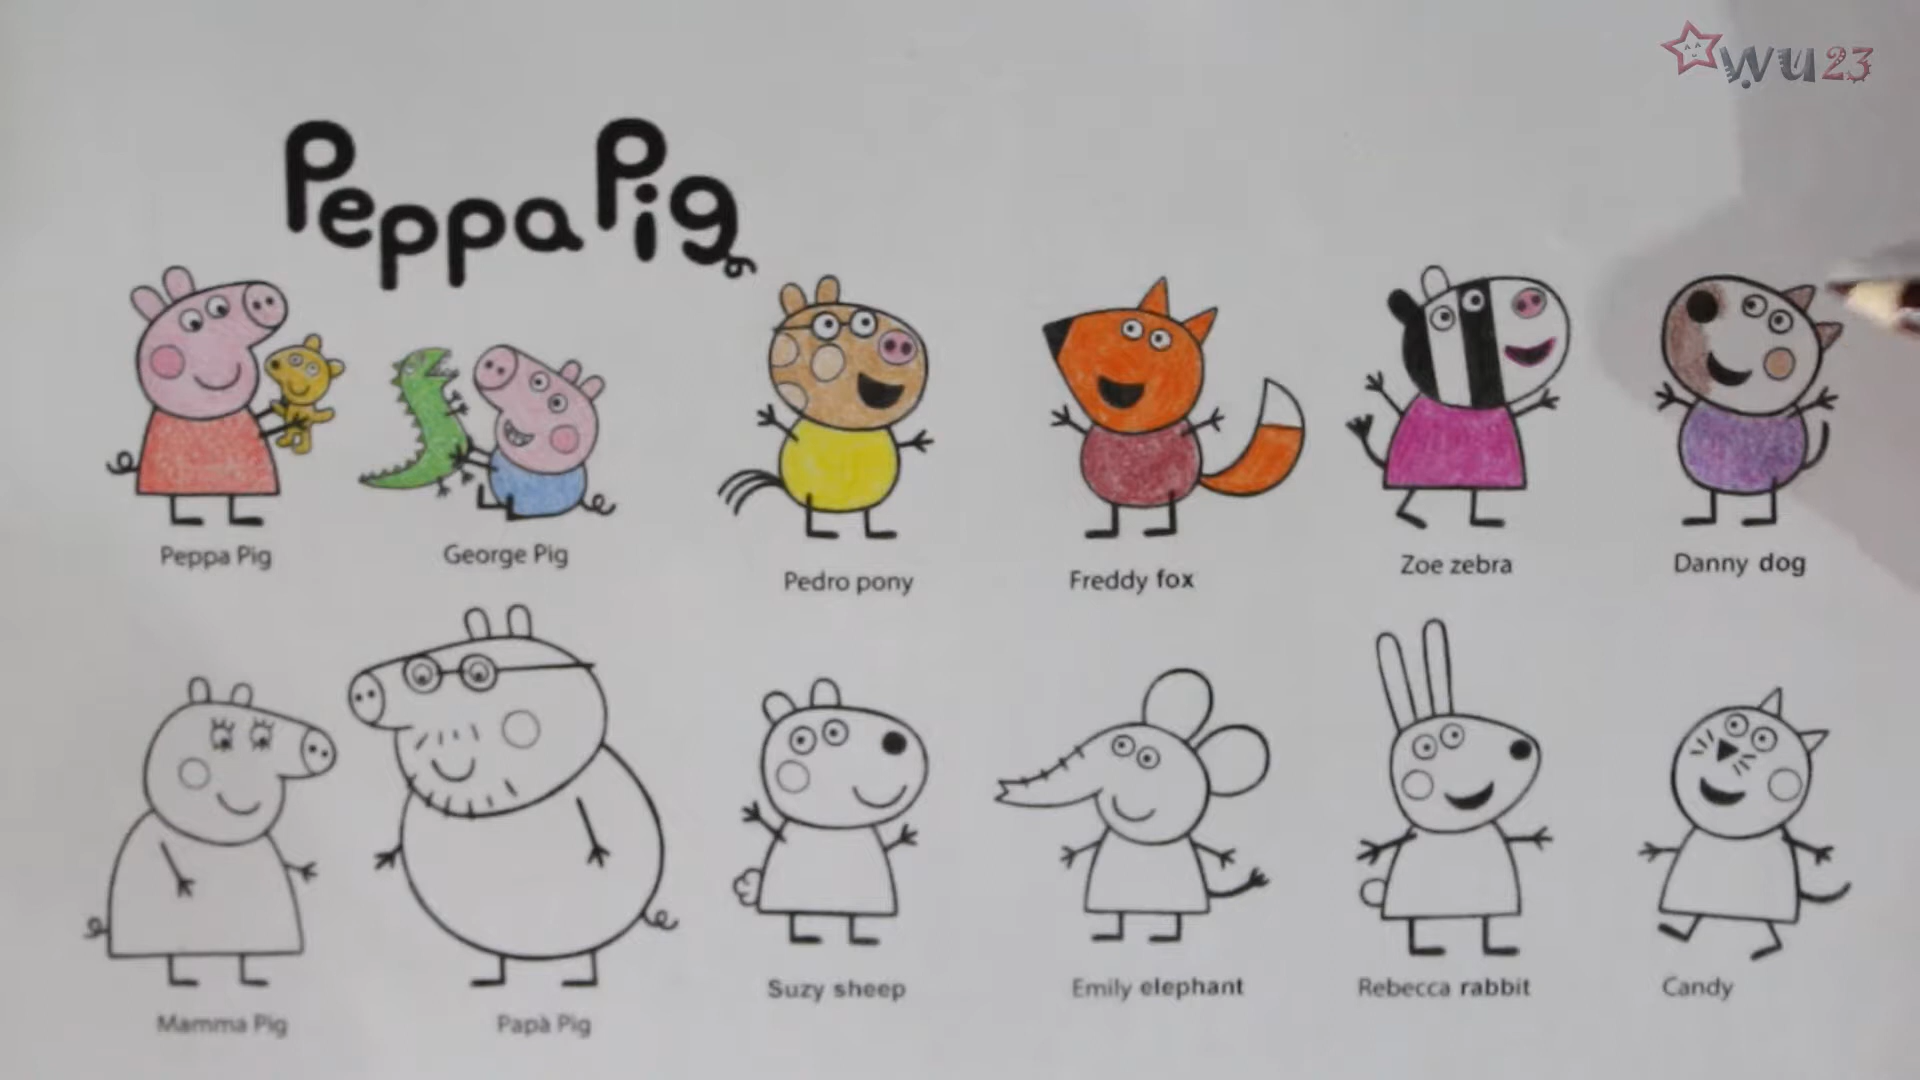 wu23
Peppa Pig
Peppa Pig
George Pig
Pedro pony
Freddy fox
Zoe zebra
Danny dog
Mamma Pig
Papà Pig
Suzy sheep
Emily elephant
Rebecca rabbit
Candy